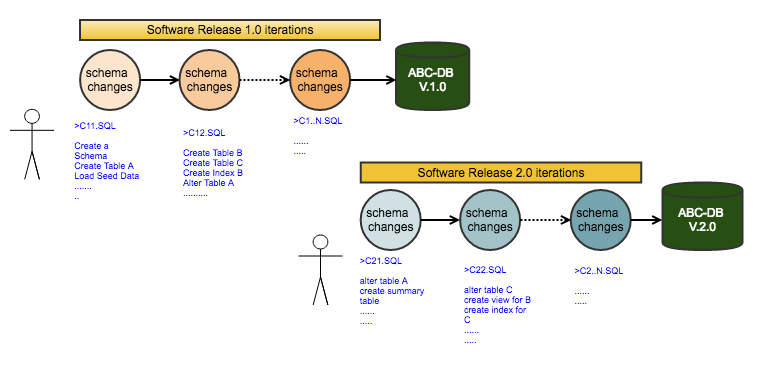 Software Release 1.0 iterations
schema
changes
schema
changes
schema
changes
ABC-DB
V.1.0
>C11.SQL
Create a
Schema
Create Table A
Load Seed Data
.......
..
>C12.SQL
Create Table B
Create Table C
Create Index B
Alter Table A
..........
>C1..N.SQL
......
.....
Software Release 2.0 iterations
schema
changes
schema
changes
schema
changes
ABC-DB
V.2.0
>C21.SQL
alter table A
create summary
table
......
.....
>C22.SQL
alter table C
create view for B
create index for
C
......
.....
>C2..N.SQL
......
.....